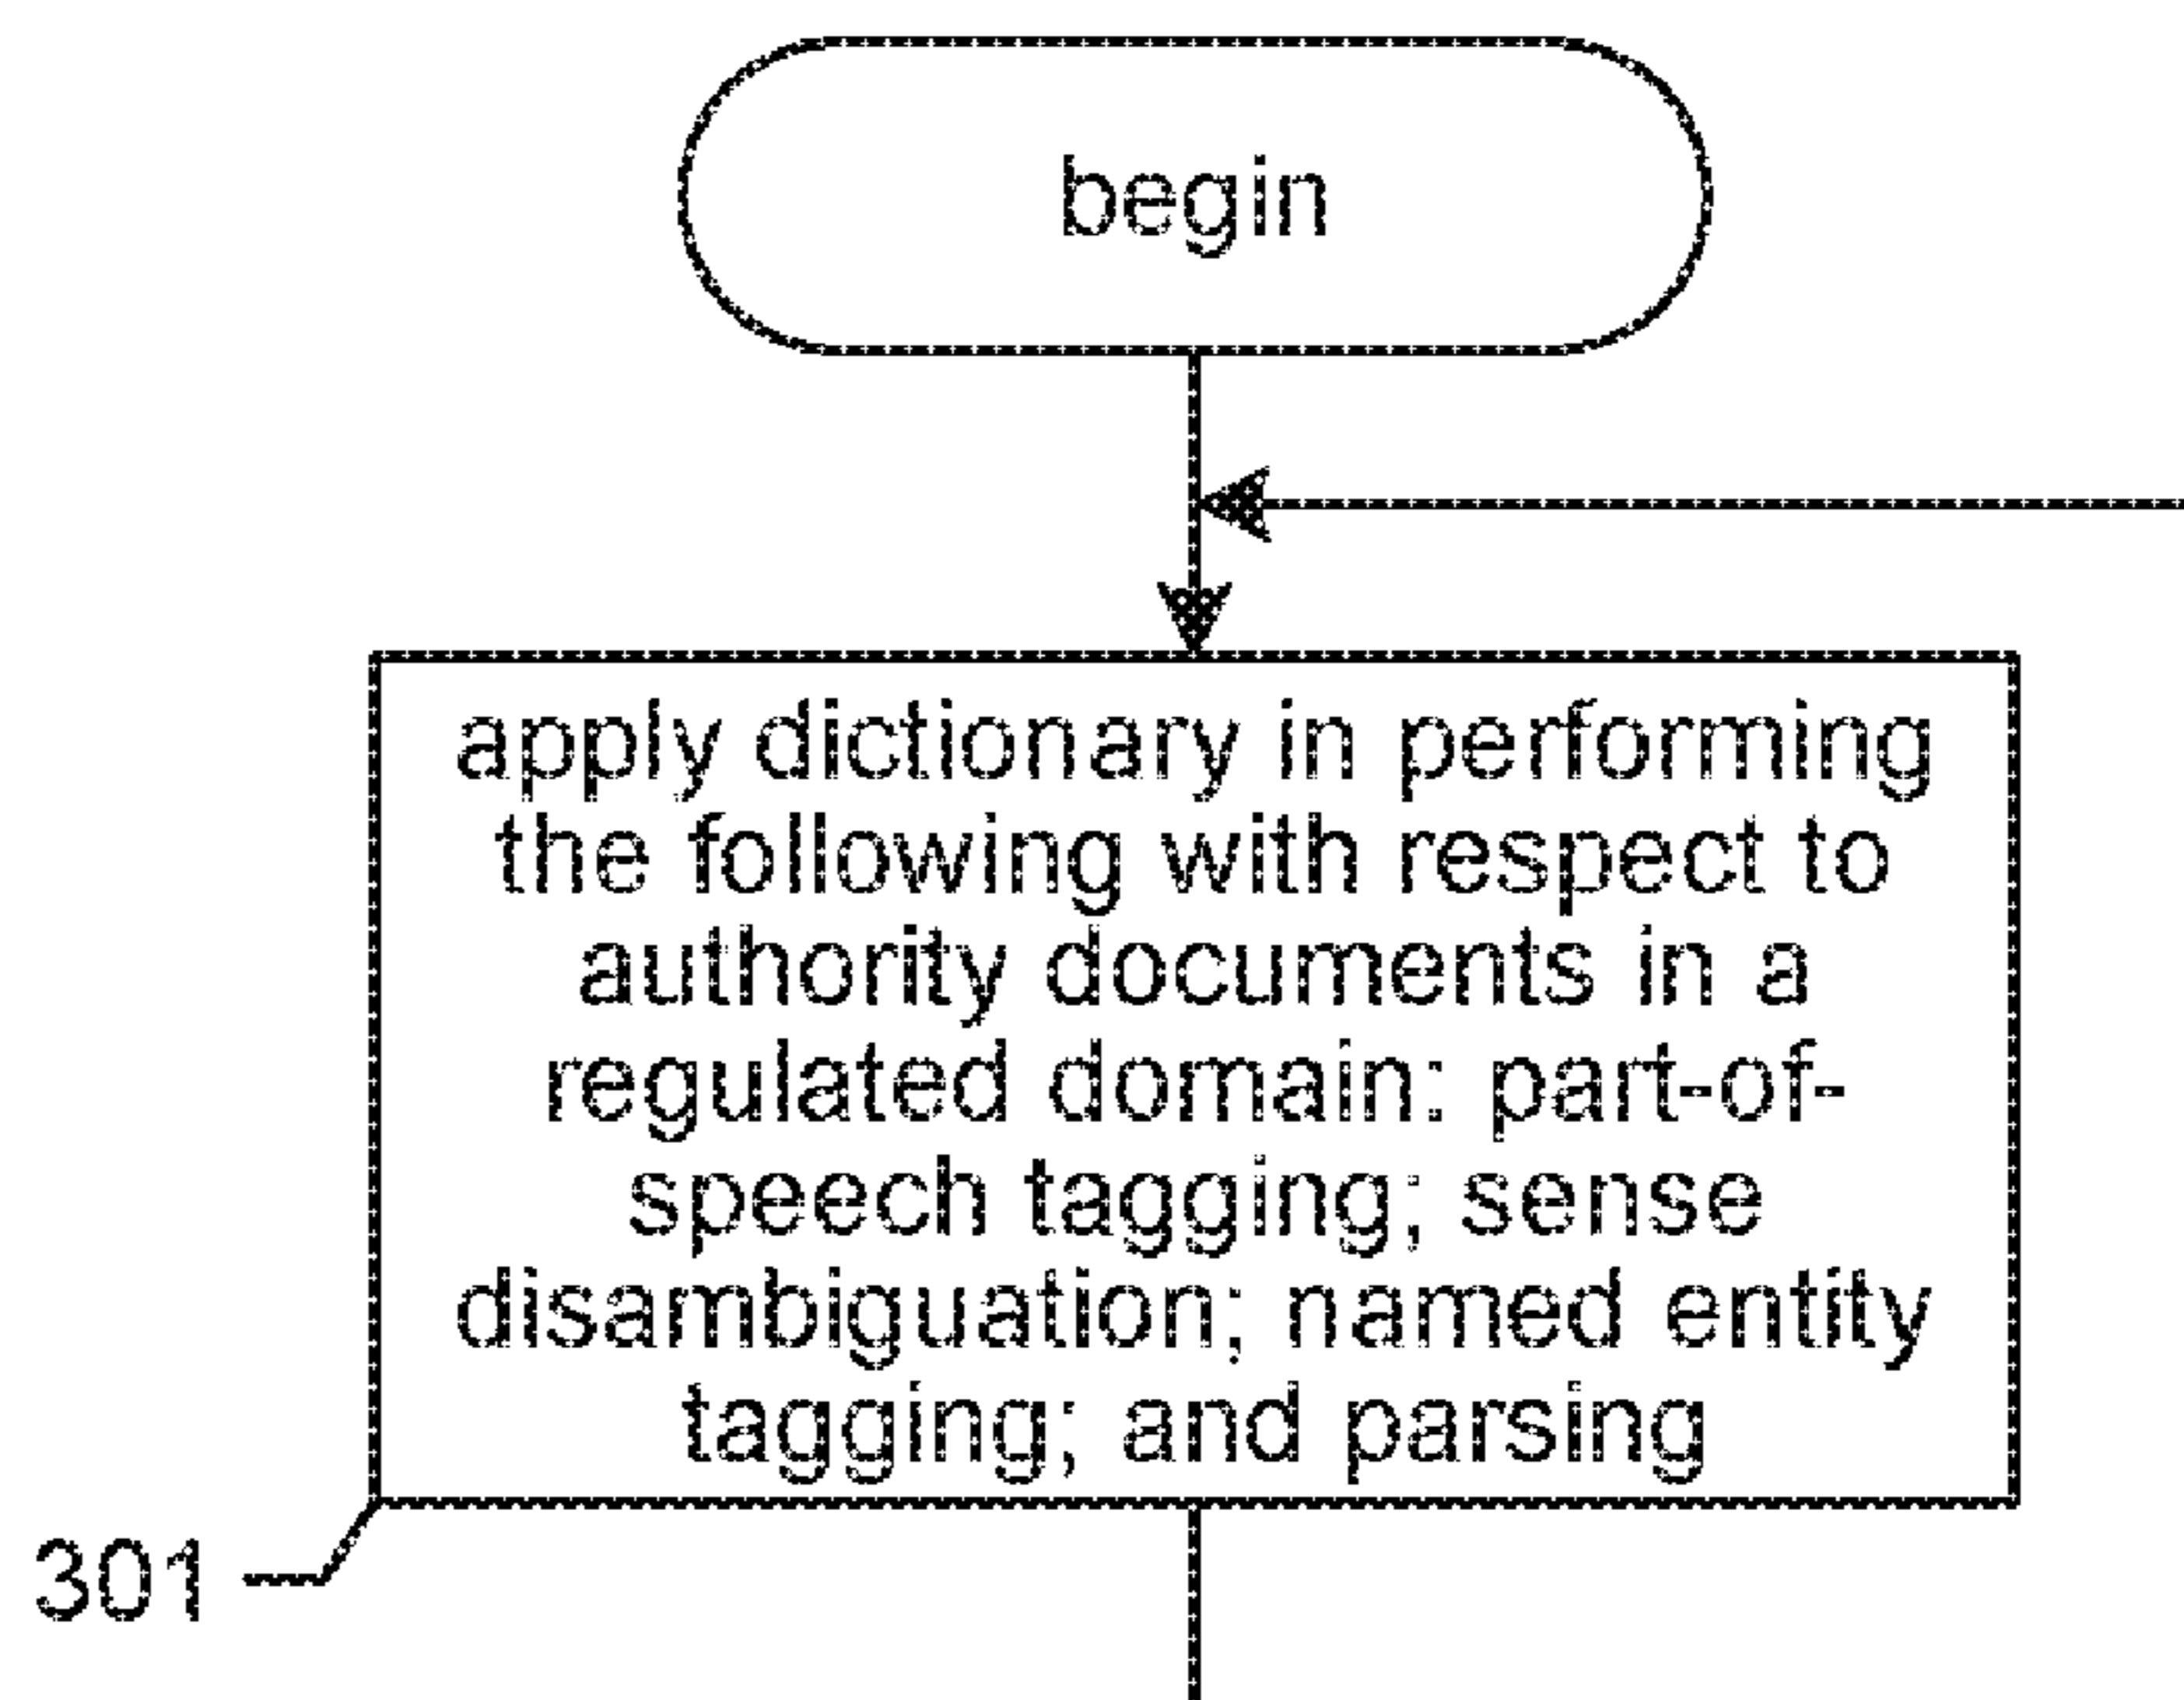 begin
apply dictionary in performing
the following with respect to
authority documents in a
regulated domain: part-of-
speech tagging; sense
disambiguation; named entity
tagging; and parsing
301